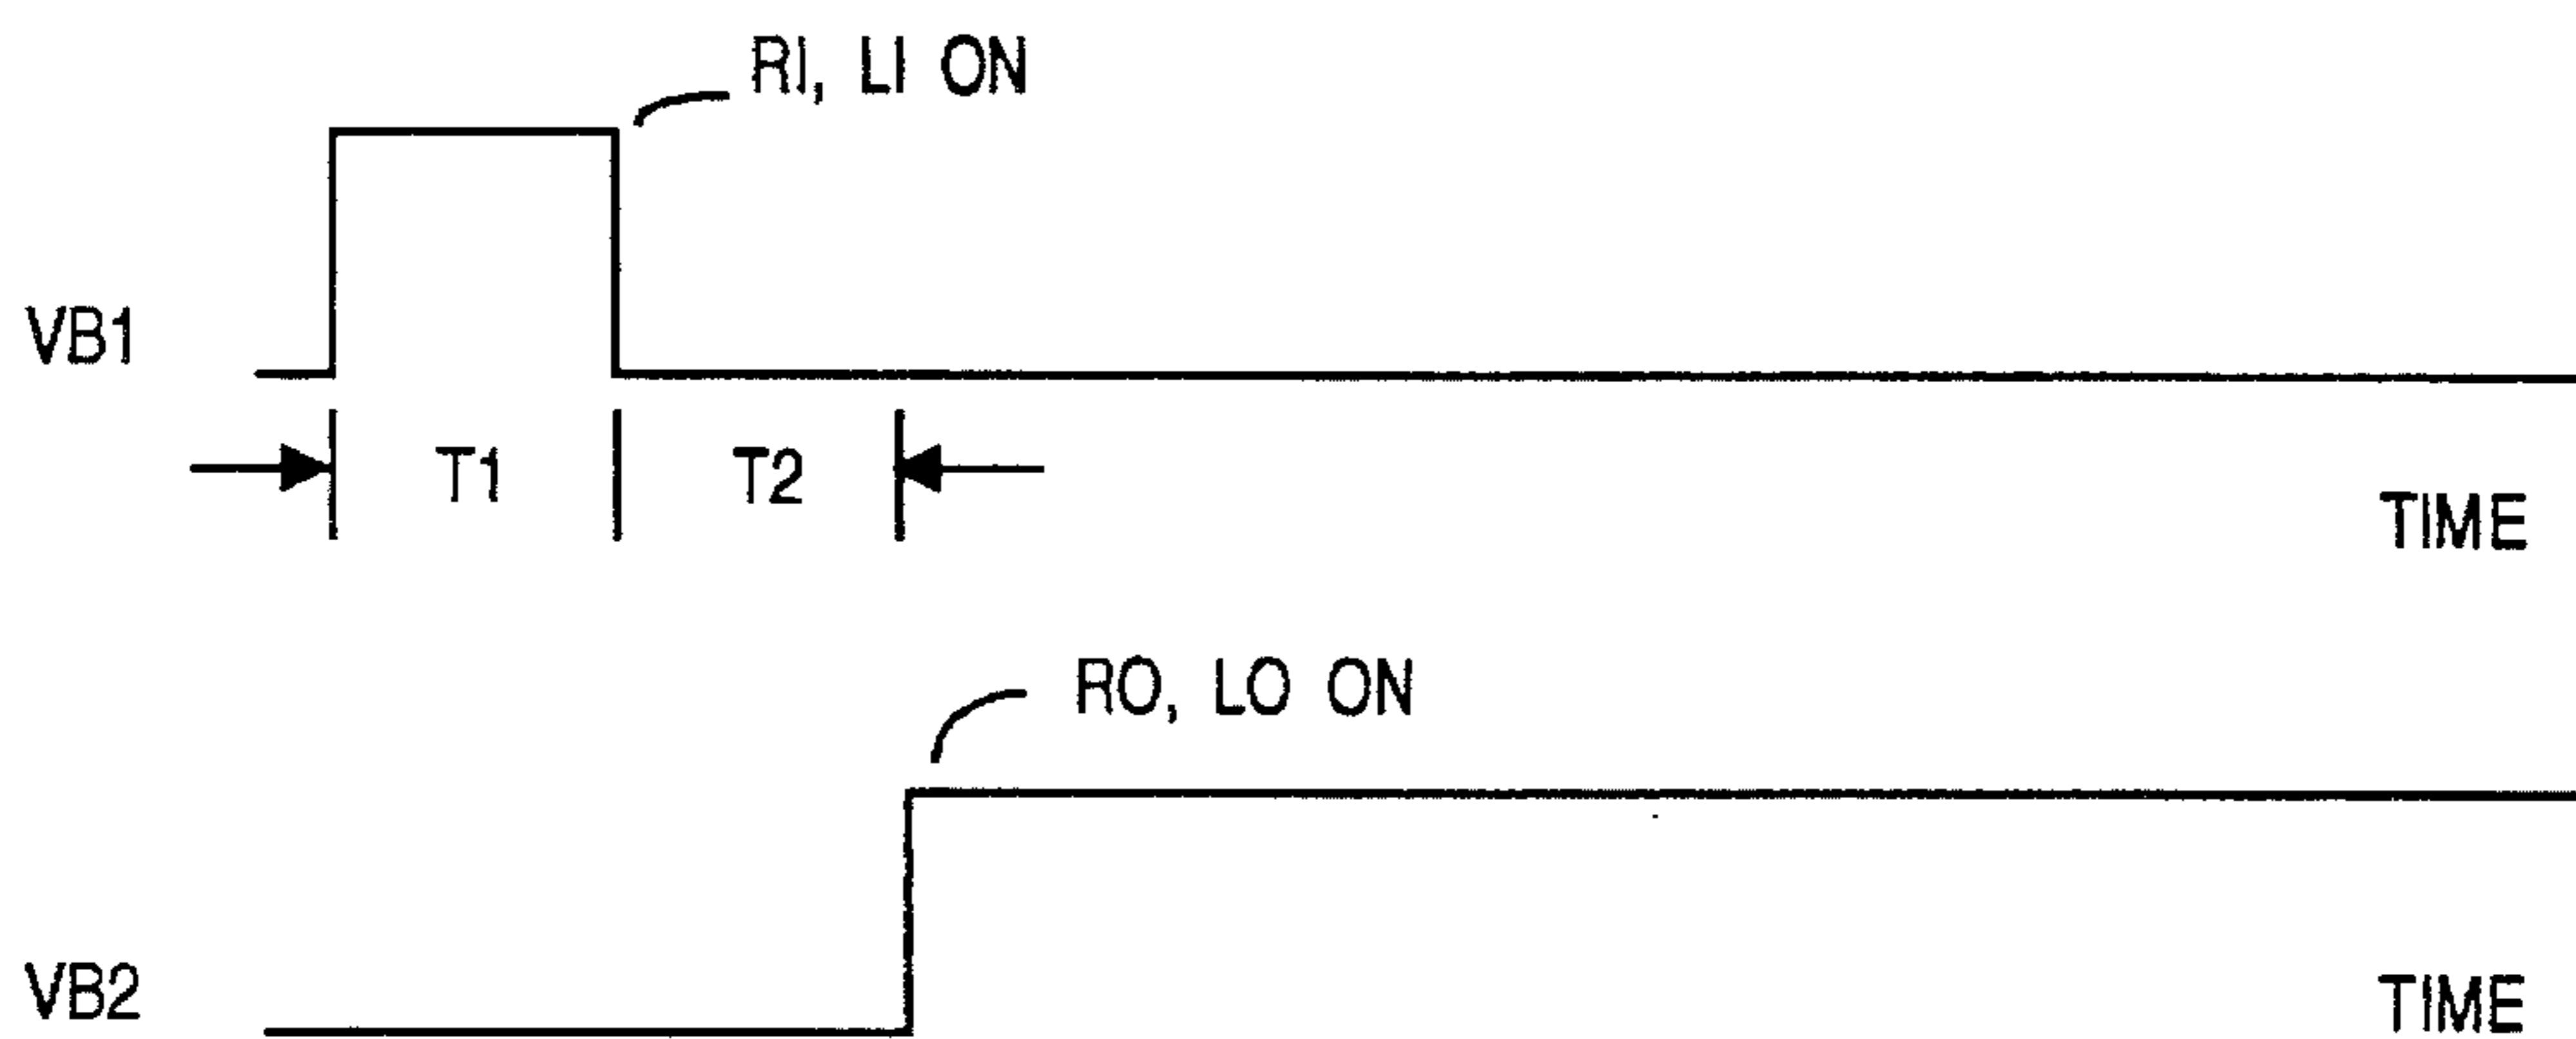 RI, LI ON
VB1
T1 T2
TIME
RO, LO ON
VB2
TIME